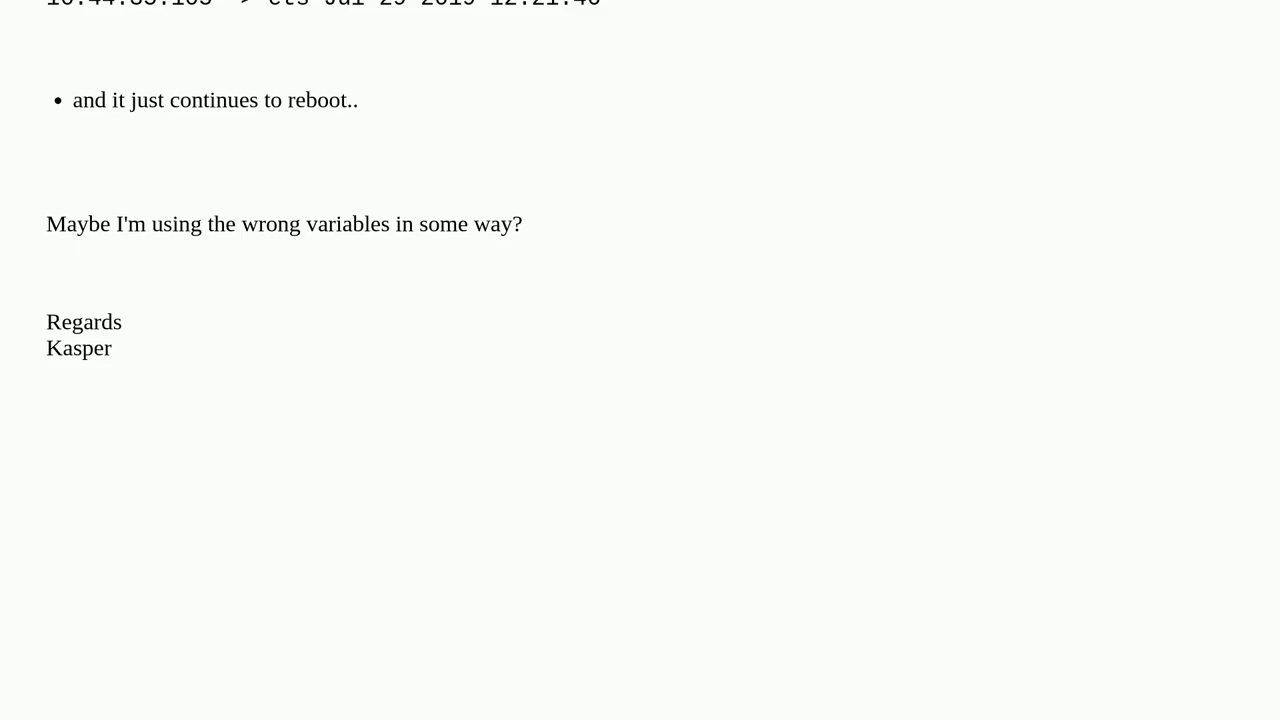 and it just continues to reboot..
Maybe I'm using the wrong variables in some way?
Regards
Kasper